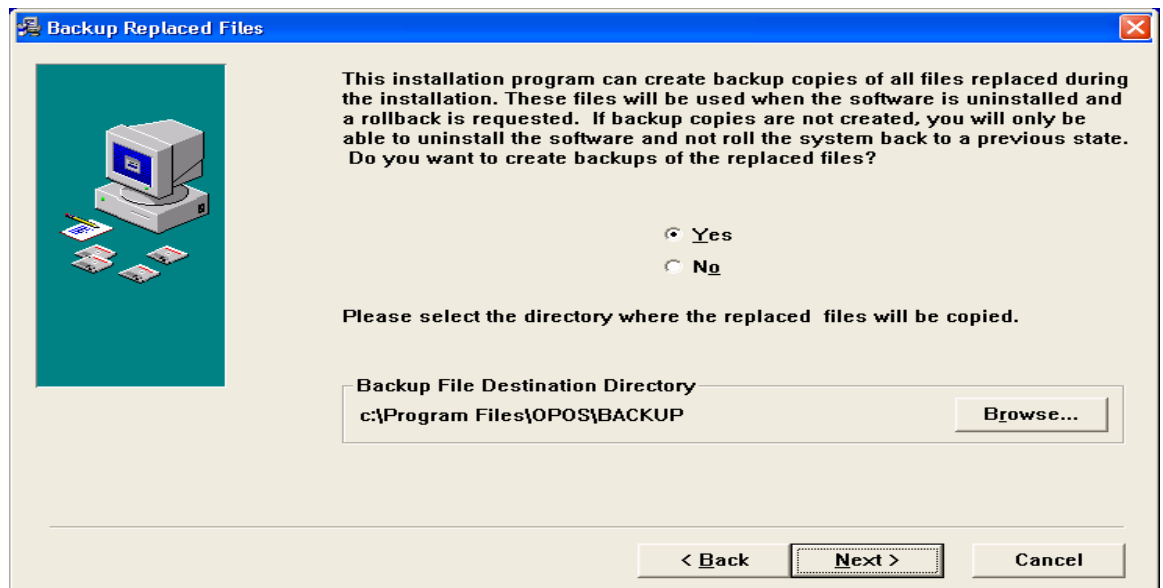 Backup Replaced Files
This installation program can create backup copies of all files replaced during
the installation. These files will be used when the software is uninstalled and
a rollback is requested.  If backup copies are not created, you will only be
able to uninstall the software and not roll the system back to a previous state.
Do you want to create backups of the replaced files?
Yes
No
Please select the directory where the replaced  files will be copied.
Backup File Destination Directory
c:\Program Files\OPOS\BACKUP
Browse...
< Back
Next >
Cancel